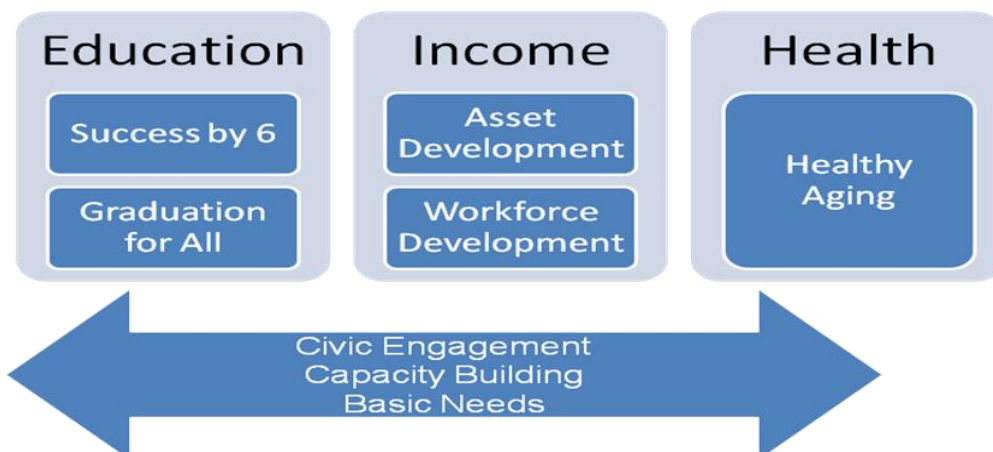 Education
Success by 6
Graduation
for All
Income
Asset
Development
Workforce
Development
Health
Healthy
Aging
Civic Engagement
Capacity Building
Basic Needs